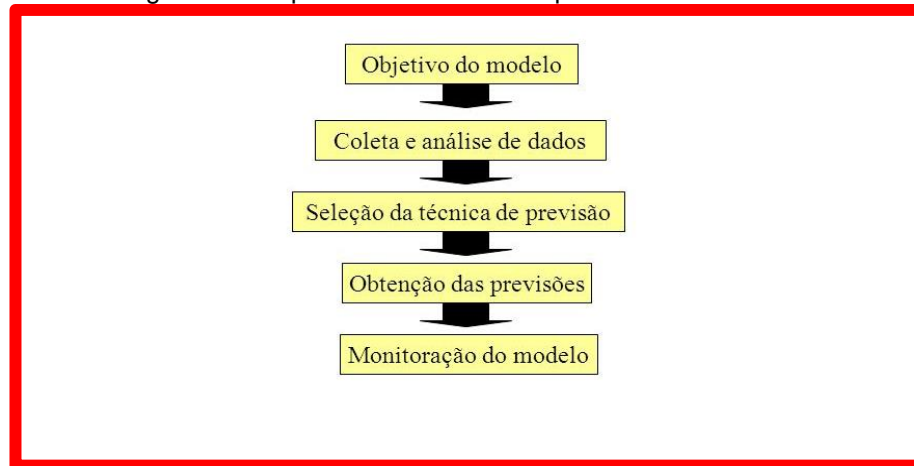 Objetivo do modelo
Coleta e análise de dados
Seleção da técnica de previsão
Obtenção das previsões
Monitoração do modelo